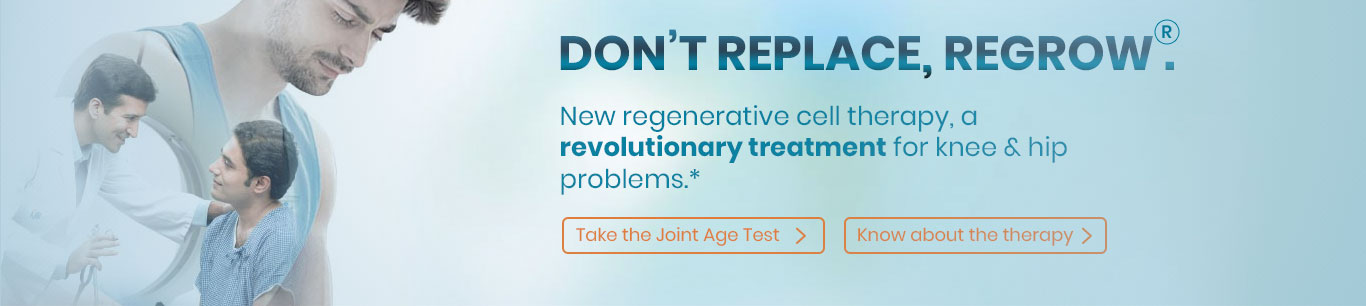 DON'T REPLACE, REGROW®.
New regenerative cell therapy, a
revolutionary treatment for knee & hip
problems.*
Take the Joint Age Test >
Know about the therapy >